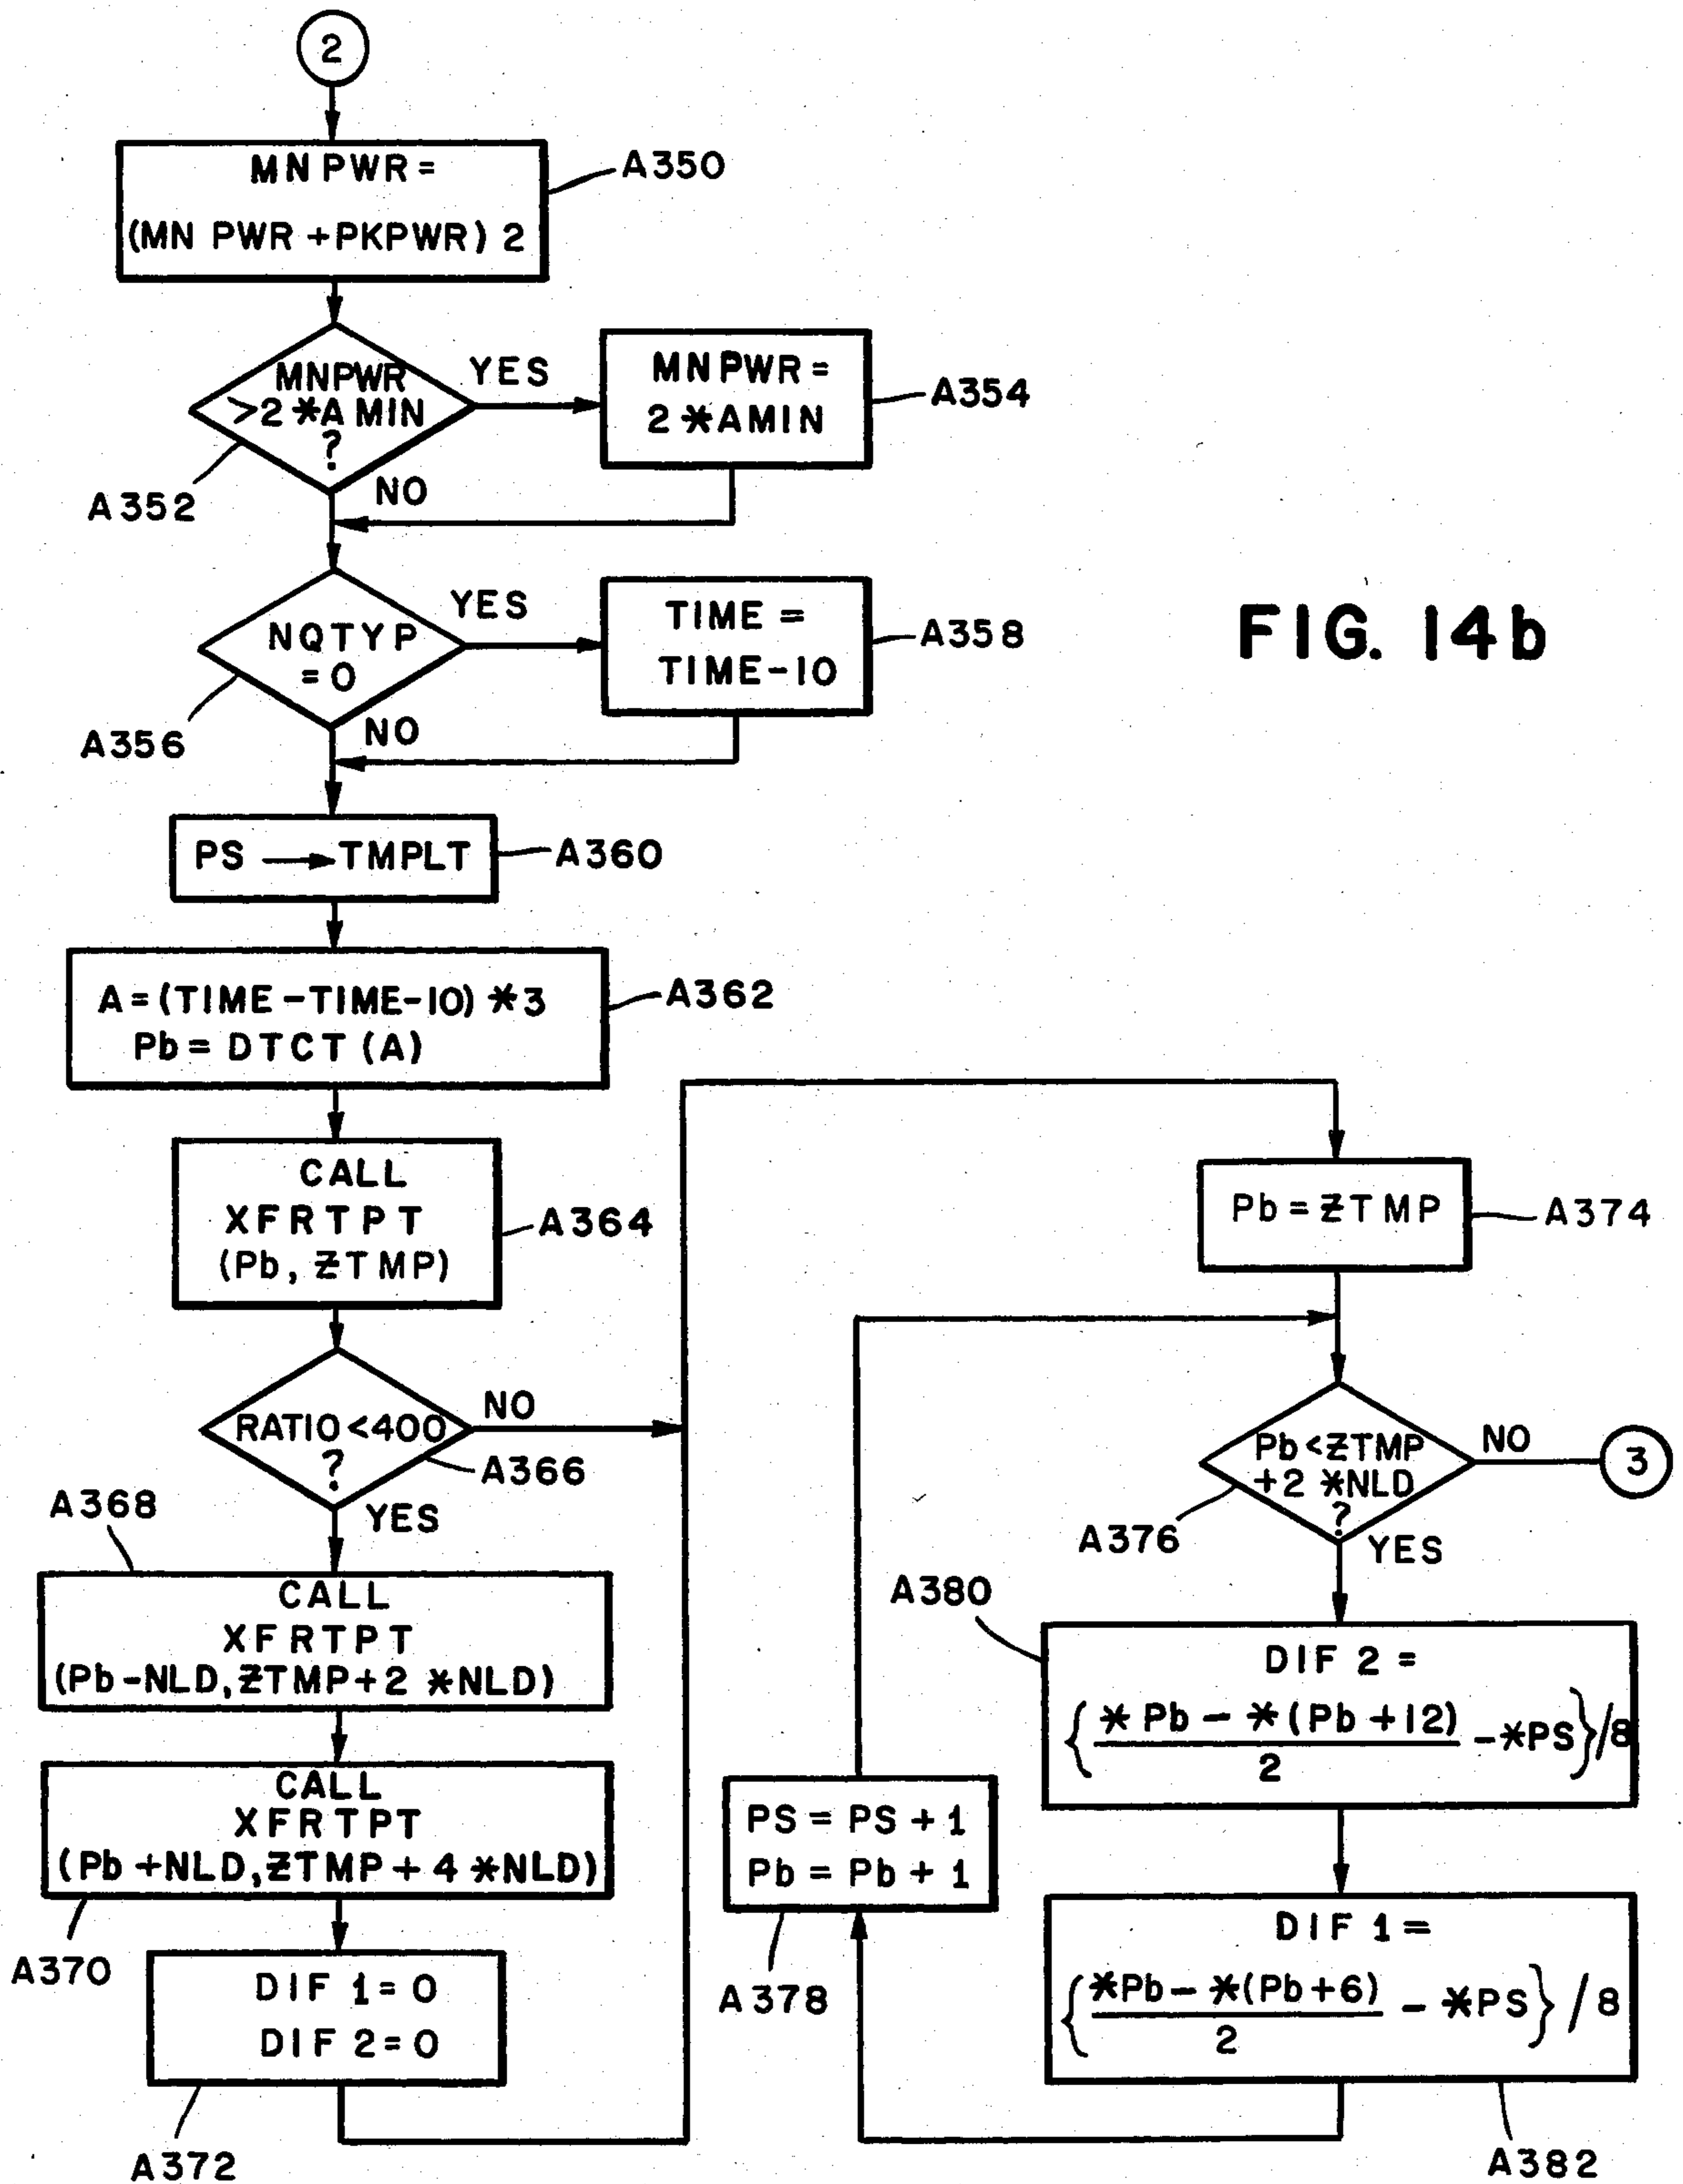 2
MNPWR =
(MN PWR + PKPWR) 2
A350
MNPWR
>2 *A MIN
?
YES
NO
A352
MNPWR =
2 *AMIN
A354
NQTYP
= 0
YES
NO
A356
TIME =
TIME-10
A358
FIG. 14b
PS → TMPLT
A360
A = (TIME - TIME-10) *3
Pb = DTCT (A)
A362
CALL
XFRTPT
(Pb, ZTMP)
A364
RATIO<400
?
NO
A366
YES
A368
CALL
XFRTPT
(Pb-NLD, ZTMP+2 *NLD)
CALL
XFRTPT
(Pb+NLD, ZTMP+4 *NLD)
A370
DIF 1 = 0
DIF 2 = 0
A372
Pb = ZTMP
A374
Pb<ZTMP
+2 *NLD
?
NO
3
A376
YES
A380
DIF 2 =
{ *Pb - *(Pb+12) / 2 - *PS } /8
PS = PS + 1
Pb = Pb + 1
A378
DIF 1 =
{ *Pb - *(Pb+6) / 2 - *PS } / 8
A382